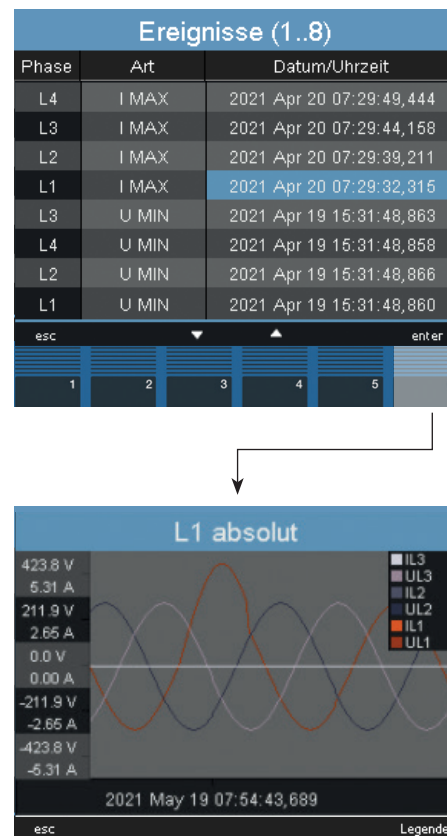 Ereignisse (1..8)
Phase Art Datum/Uhrzeit
L4 I MAX 2021 Apr 20 07:29:49,444
L3 I MAX 2021 Apr 20 07:29:44,158
L2 I MAX 2021 Apr 20 07:29:39,211
L1 I MAX 2021 Apr 20 07:29:32,315
L3 U MIN 2021 Apr 19 15:31:48,863
L4 U MIN 2021 Apr 19 15:31:48,858
L2 U MIN 2021 Apr 19 15:31:48,866
L1 U MIN 2021 Apr 19 15:31:48,860
esc enter
1 2 3 4 5
L1 absolut
423.8 V
5.31 A
211.9 V
2.65 A
0.0 V
0.00 A
-211.9 V
-2.65 A
-423.8 V
-5.31 A
IL3
UL3
IL2
UL2
IL1
UL1
2021 May 19 07:54:43,689
esc Legende